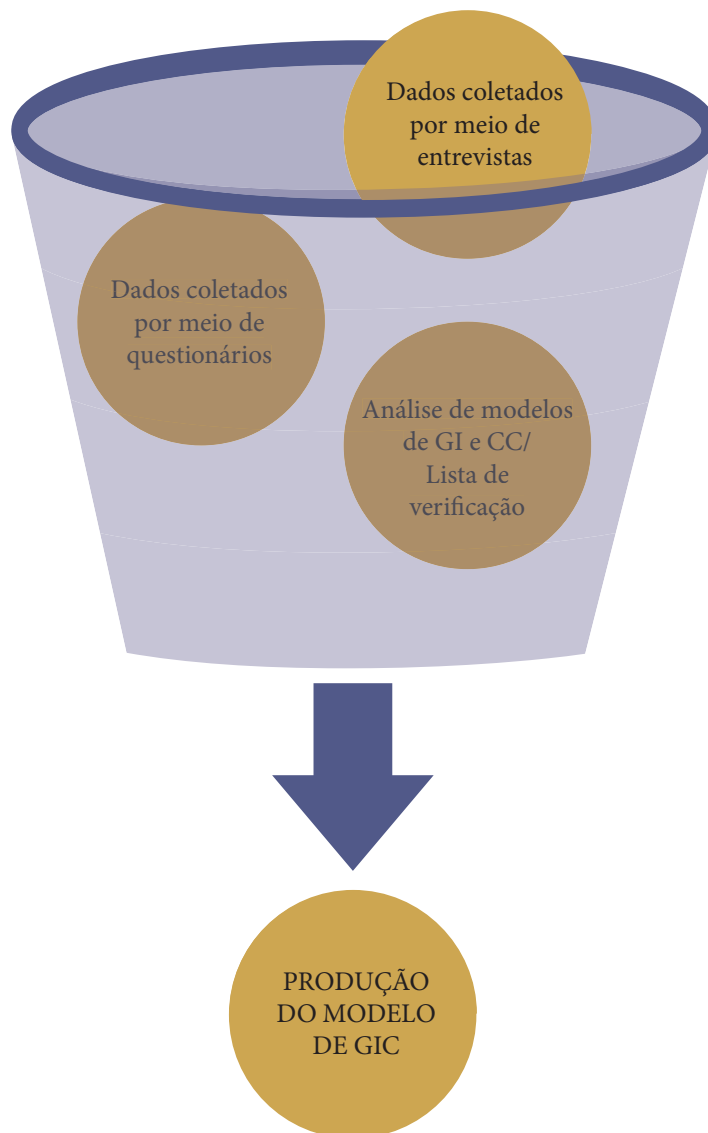 Dados coletados
por meio de
entrevistas
Dados coletados
por meio de
questionários
Análise de modelos
de GI e CC/
Lista de
verificação
PRODUÇÃO
DO MODELO
DE GIC